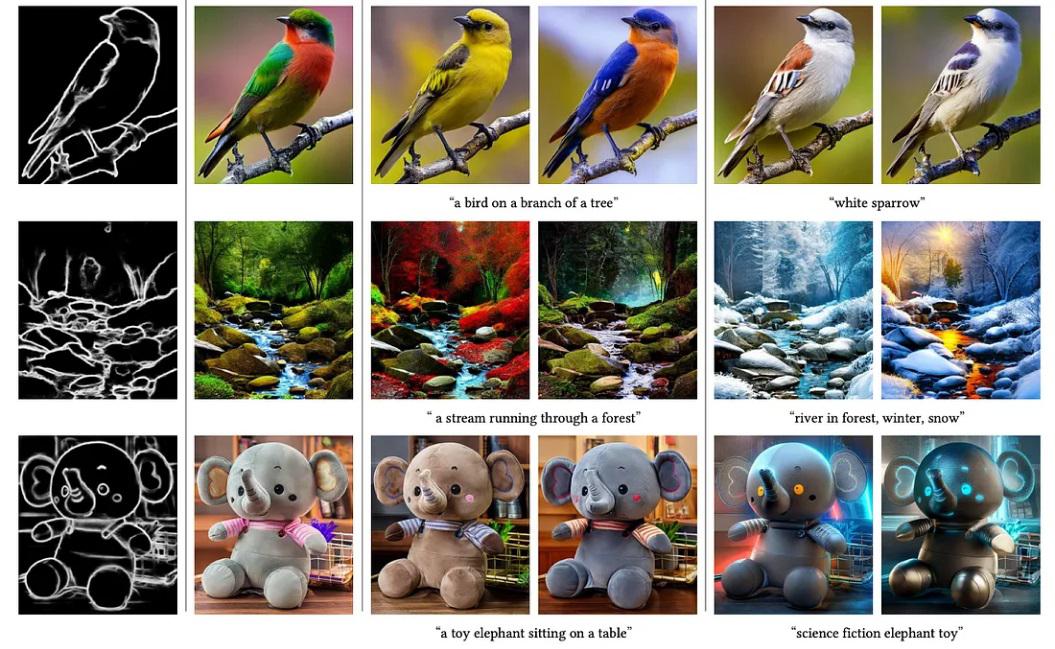 “a bird on a branch of a tree”
“white sparrow”
“ a stream running through a forest”
“river in forest, winter, snow”
“a toy elephant sitting on a table”
“science fiction elephant toy”